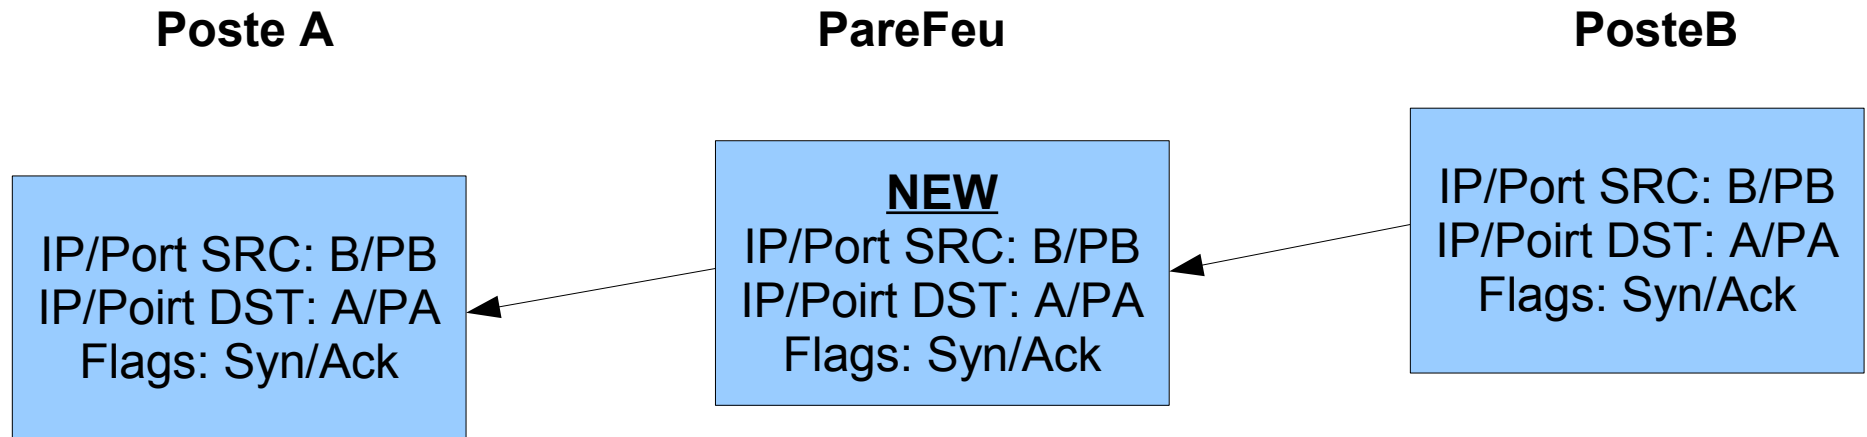 Poste A
PareFeu
PosteB
IP/Port SRC: B/PB
IP/Poirt DST: A/PA
Flags: Syn/Ack
NEW
IP/Port SRC: B/PB
IP/Poirt DST: A/PA
Flags: Syn/Ack
IP/Port SRC: B/PB
IP/Poirt DST: A/PA
Flags: Syn/Ack